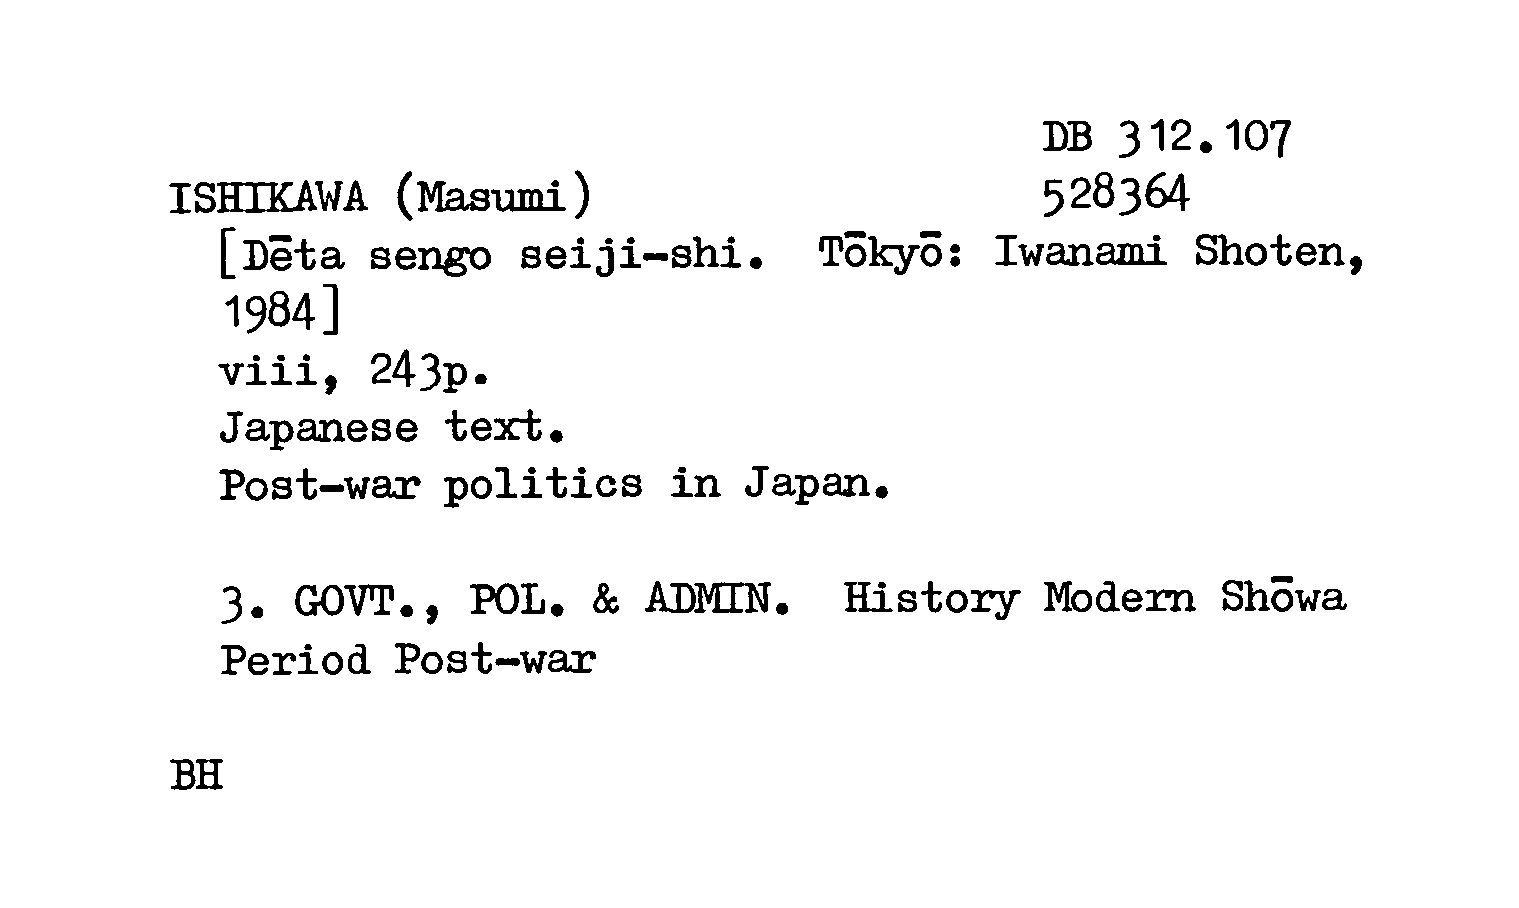 DB 312.107
ISHIKAWA (Masumi) 528364
[Dēta sengo seiji-shi. Tōkyō: Iwanami Shoten,
1984]
viii, 243p.
Japanese text.
Post-war politics in Japan.
3. GOVT., POL. & ADMIN. History Modern Shōwa
Period Post-war
BH